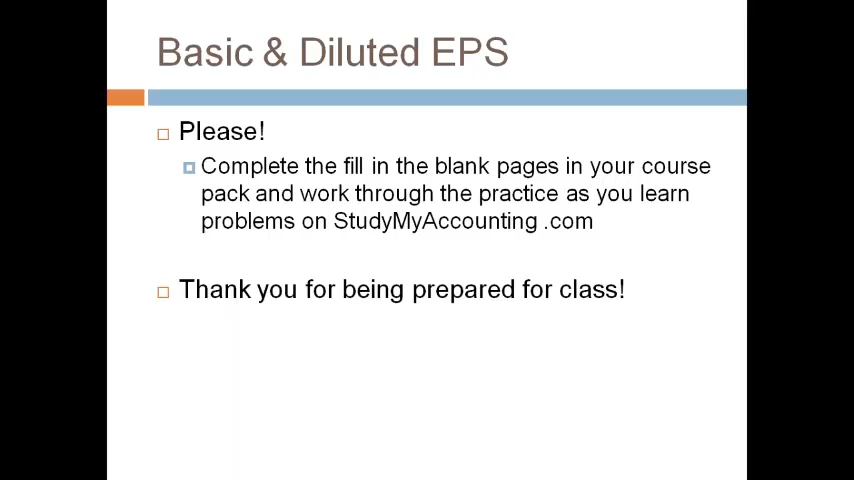 Basic & Diluted EPS
Please!
Complete the fill in the blank pages in your course
pack and work through the practice as you learn
problems on StudyMyAccounting .com
Thank you for being prepared for class!